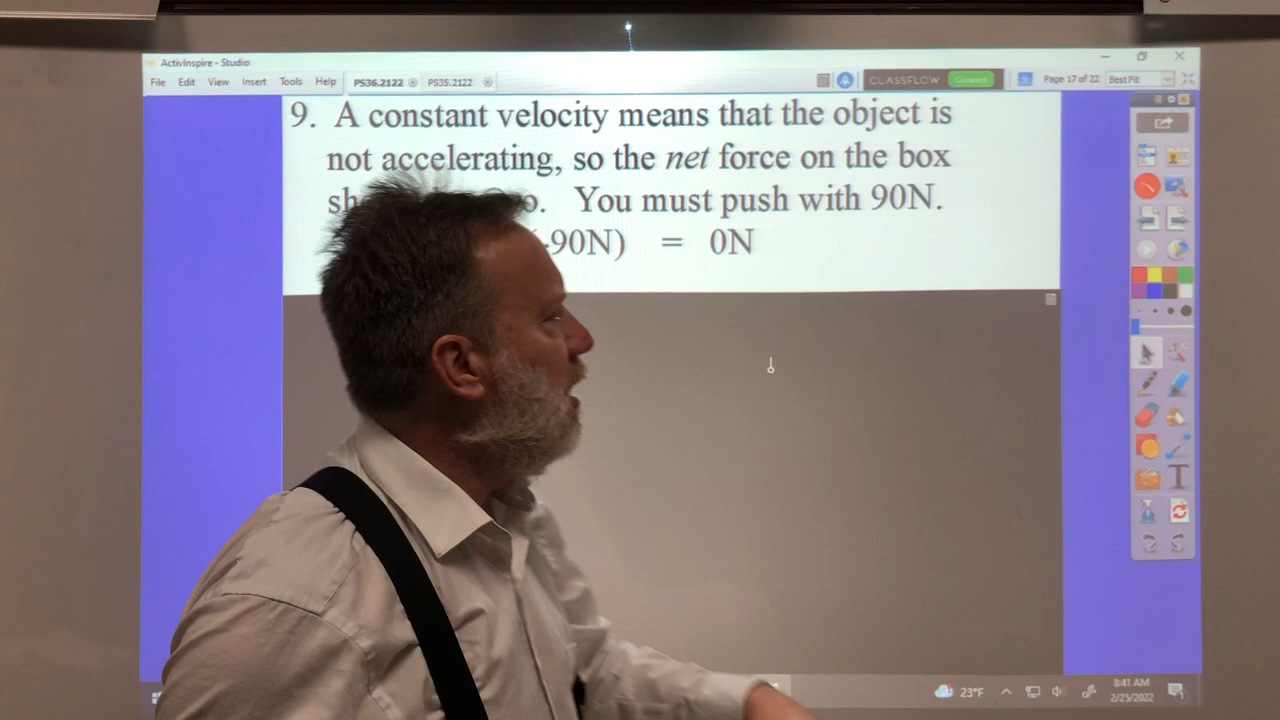 ActivInspire - Studio
File Edit View Insert Tools Help PS36.2122 PS35.2122 CLASSFLOW Connect Page 17 of 22 Best Fit
9. A constant velocity means that the object is
not accelerating, so the net force on the box
You must push with 90N.
-90N) = 0N
T
23°F 8:41 AM
2/25/2022